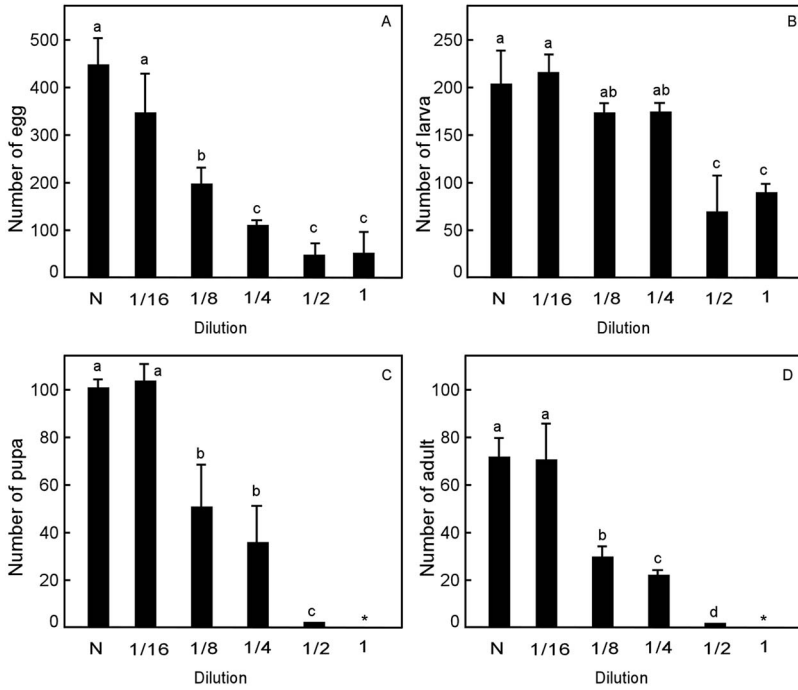 A
Number of egg
500
400
300
200
100
0
a
a
b
c
c
c
N 1/16 1/8 1/4 1/2 1
Dilution
B
Number of larva
250
200
150
100
50
0
a
a
ab
ab
c
c
N 1/16 1/8 1/4 1/2 1
Dilution
C
Number of pupa
100
80
60
40
20
0
a
a
b
b
c
*
N 1/16 1/8 1/4 1/2 1
Dilution
D
Number of adult
100
80
60
40
20
0
a
a
b
c
d
*
N 1/16 1/8 1/4 1/2 1
Dilution